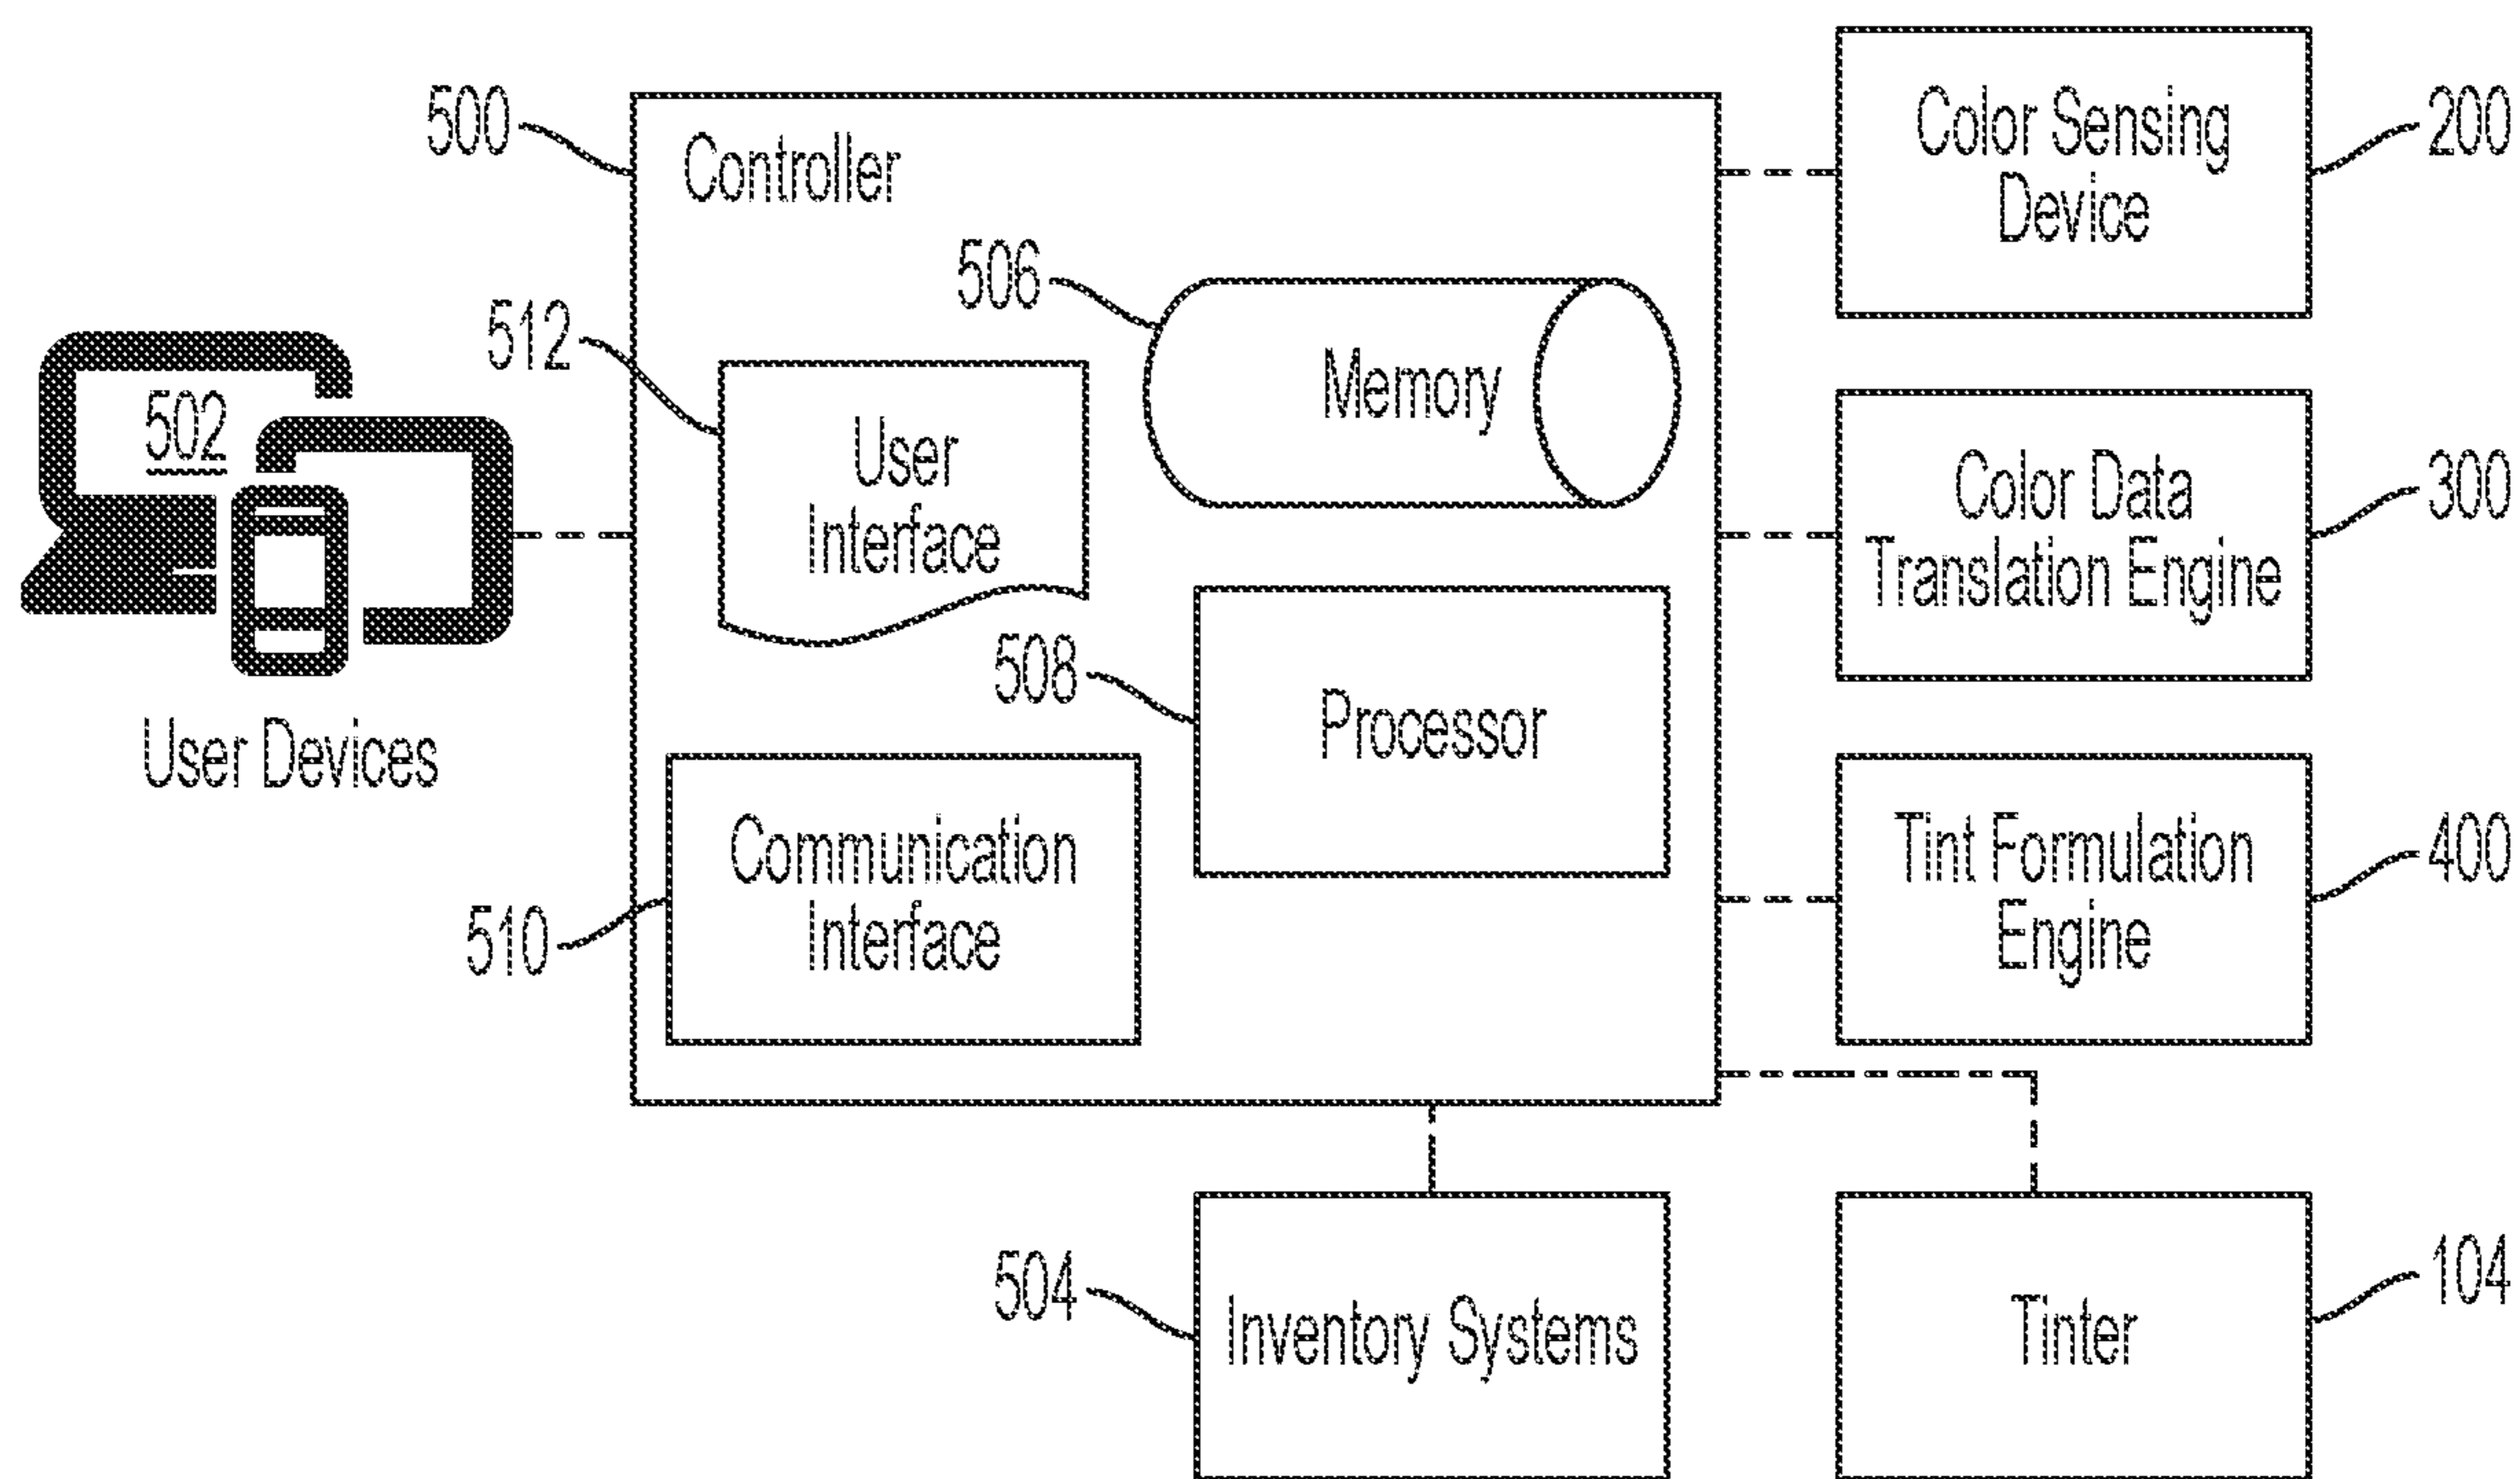 500
Controller
Color Sensing
Device
200
506
Memory
512
User
Interface
502
User Devices
Color Data
Translation Engine
300
508
Processor
Communication
Interface
510
Tint Formulation
Engine
400
504
Inventory Systems
Tinter
104